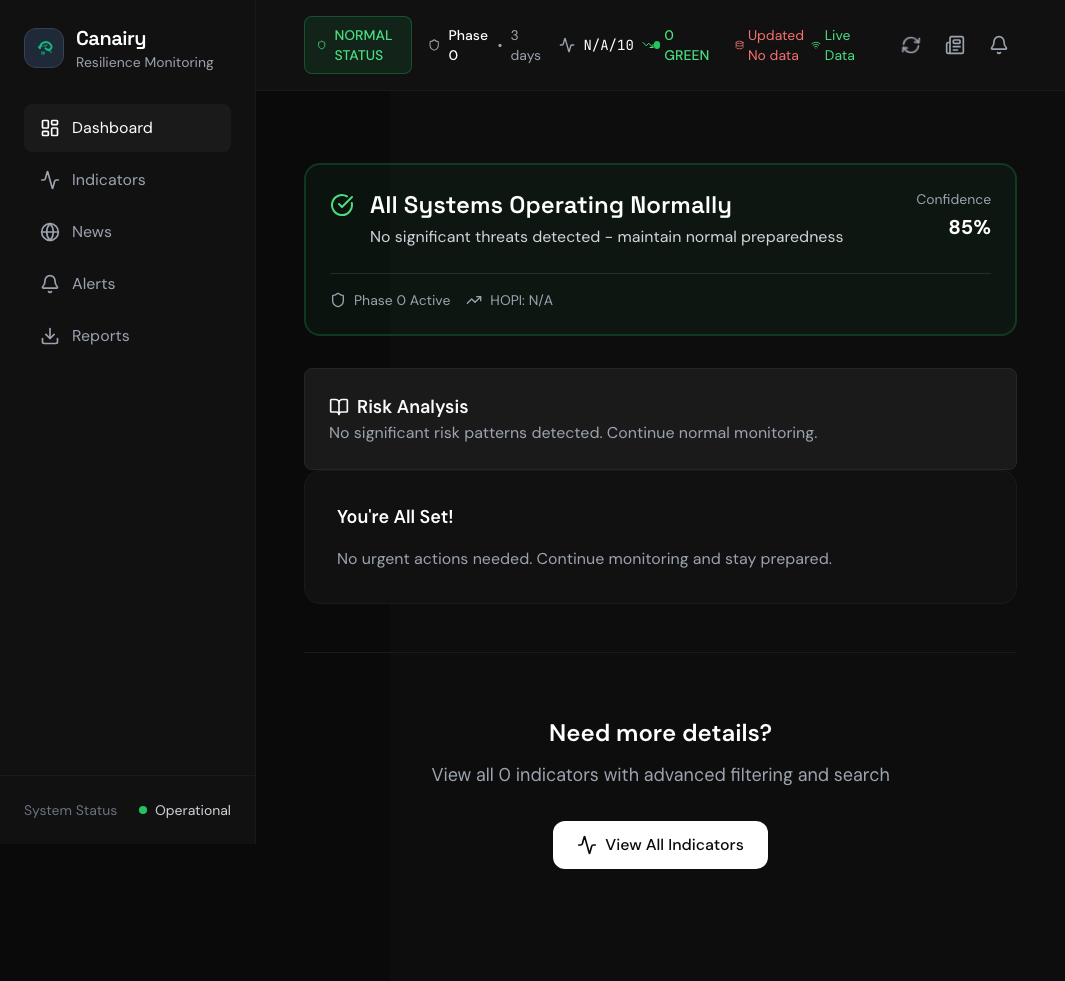 Canairy
Resilience Monitoring
Dashboard
Indicators
News
Alerts
Reports
System Status
Operational
NORMAL
STATUS
Phase
0
•
3
days
N/A/10
0
GREEN
Updated
No data
Live
Data
All Systems Operating Normally
No significant threats detected - maintain normal preparedness
Confidence
85%
Phase 0 Active
HOPI: N/A
Risk Analysis
No significant risk patterns detected. Continue normal monitoring.
You're All Set!
No urgent actions needed. Continue monitoring and stay prepared.
Need more details?
View all 0 indicators with advanced filtering and search
View All Indicators